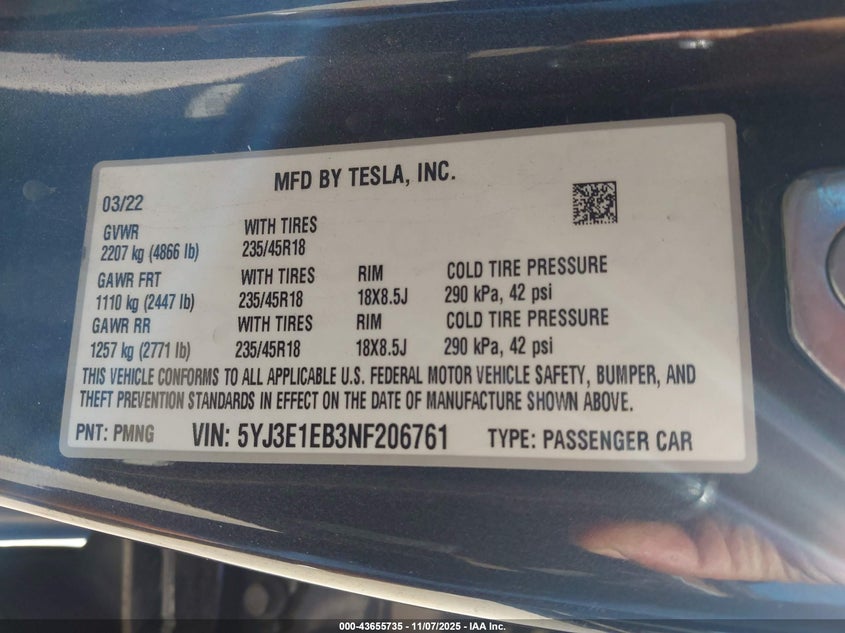 MFD BY TESLA, INC.
03/22
GVWR WITH TIRES
2207 kg (4866 lb) 235/45R18
GAWR FRT WITH TIRES RIM COLD TIRE PRESSURE
1110 kg (2447 lb) 235/45R18 18X8.5J 290 kPa, 42 psi
GAWR RR WITH TIRES RIM COLD TIRE PRESSURE
1257 kg (2771 lb) 235/45R18 18X8.5J 290 kPa, 42 psi
THIS VEHICLE CONFORMS TO ALL APPLICABLE U.S. FEDERAL MOTOR VEHICLE SAFETY, BUMPER, AND
THEFT PREVENTION STANDARDS IN EFFECT ON THE DATE OF MANUFACTURE SHOWN ABOVE.
PNT: PMNG VIN: 5YJ3E1EB3NF206761 TYPE: PASSENGER CAR
000-43655735 - 11/07/2025 - IAA Inc.